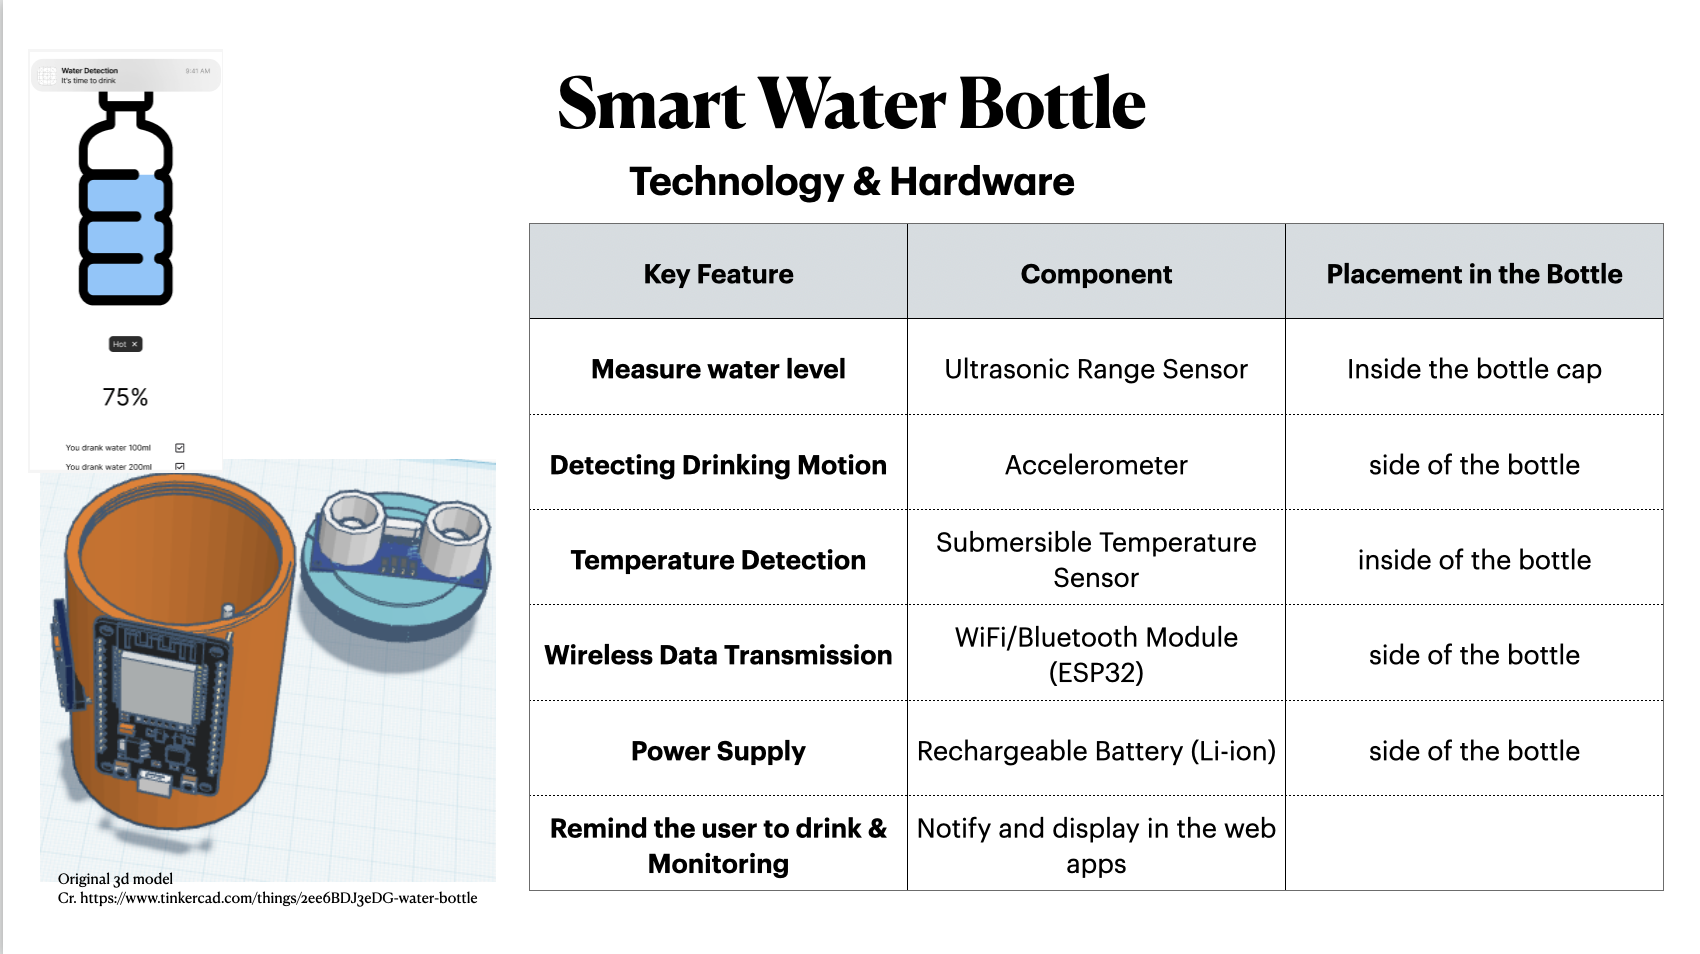 Water Detection
9:41 AM
It's time to drink
Hot ✕
75%
You drank water 100ml
You drank water 200ml
Smart Water Bottle
Technology & Hardware
Key Feature
Component
Placement in the Bottle
Measure water level
Ultrasonic Range Sensor
Inside the bottle cap
Detecting Drinking Motion
Accelerometer
side of the bottle
Temperature Detection
Submersible Temperature
Sensor
inside of the bottle
Wireless Data Transmission
WiFi/Bluetooth Module
(ESP32)
side of the bottle
Power Supply
Rechargeable Battery (Li-ion)
side of the bottle
Remind the user to drink &
Monitoring
Notify and display in the web
apps
Original 3d model
Cr. https://www.tinkercad.com/things/2ee6BDJ3eDG-water-bottle